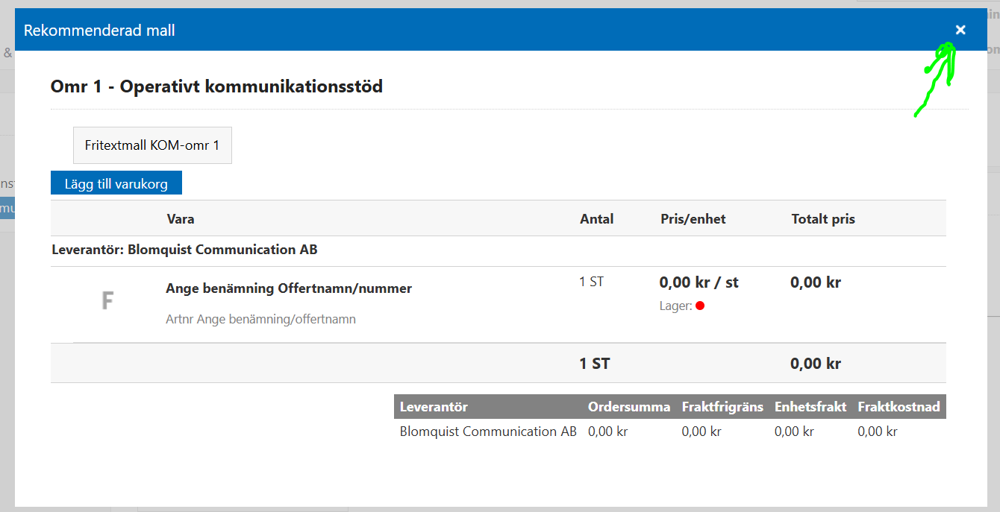 Rekommenderad mall ×
&
Omr 1 - Operativt kommunikationsstöd
Fritextmall KOM-omr 1
Lägg till varukorg
Vara Antal Pris/enhet Totalt pris
Leverantör: Blomquist Communication AB
F Ange benämning Offertnamn/nummer 1 ST 0,00 kr / st 0,00 kr
Lager:
Artnr Ange benämning/offertnamn
1 ST 0,00 kr
Leverantör Ordersumma Fraktfrigräns Enhetsfrakt Fraktkostnad
Blomquist Communication AB 0,00 kr 0,00 kr 0,00 kr 0,00 kr